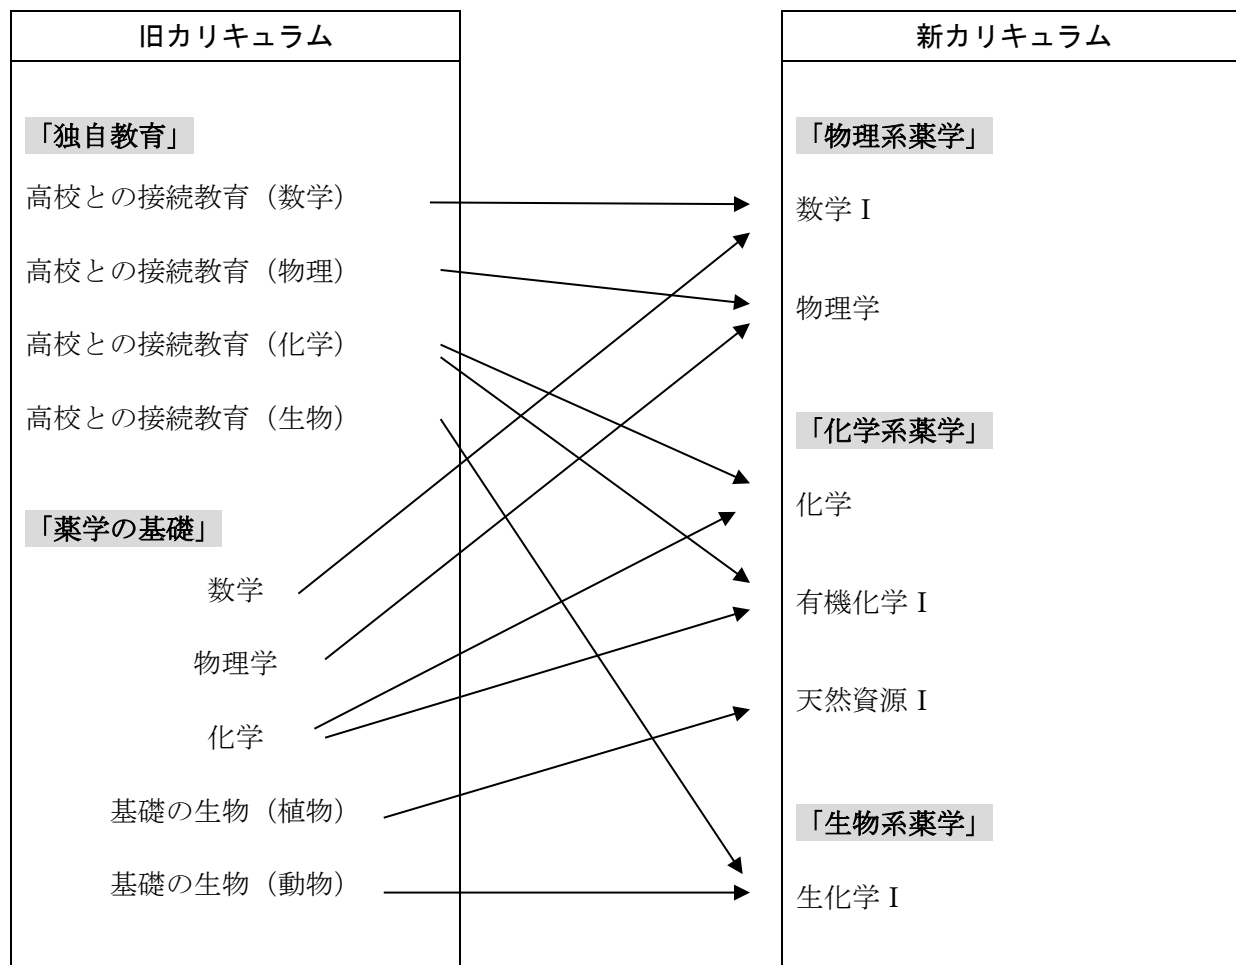 旧カリキュラム
「独自教育」
高校との接続教育（数学）
高校との接続教育（物理）
高校との接続教育（化学）
高校との接続教育（生物）
「薬学の基礎」
数学
物理学
化学
基礎の生物（植物）
基礎の生物（動物）
新カリキュラム
「物理系薬学」
数学 I
物理学
「化学系薬学」
化学
有機化学 I
天然資源 I
「生物系薬学」
生化学 I